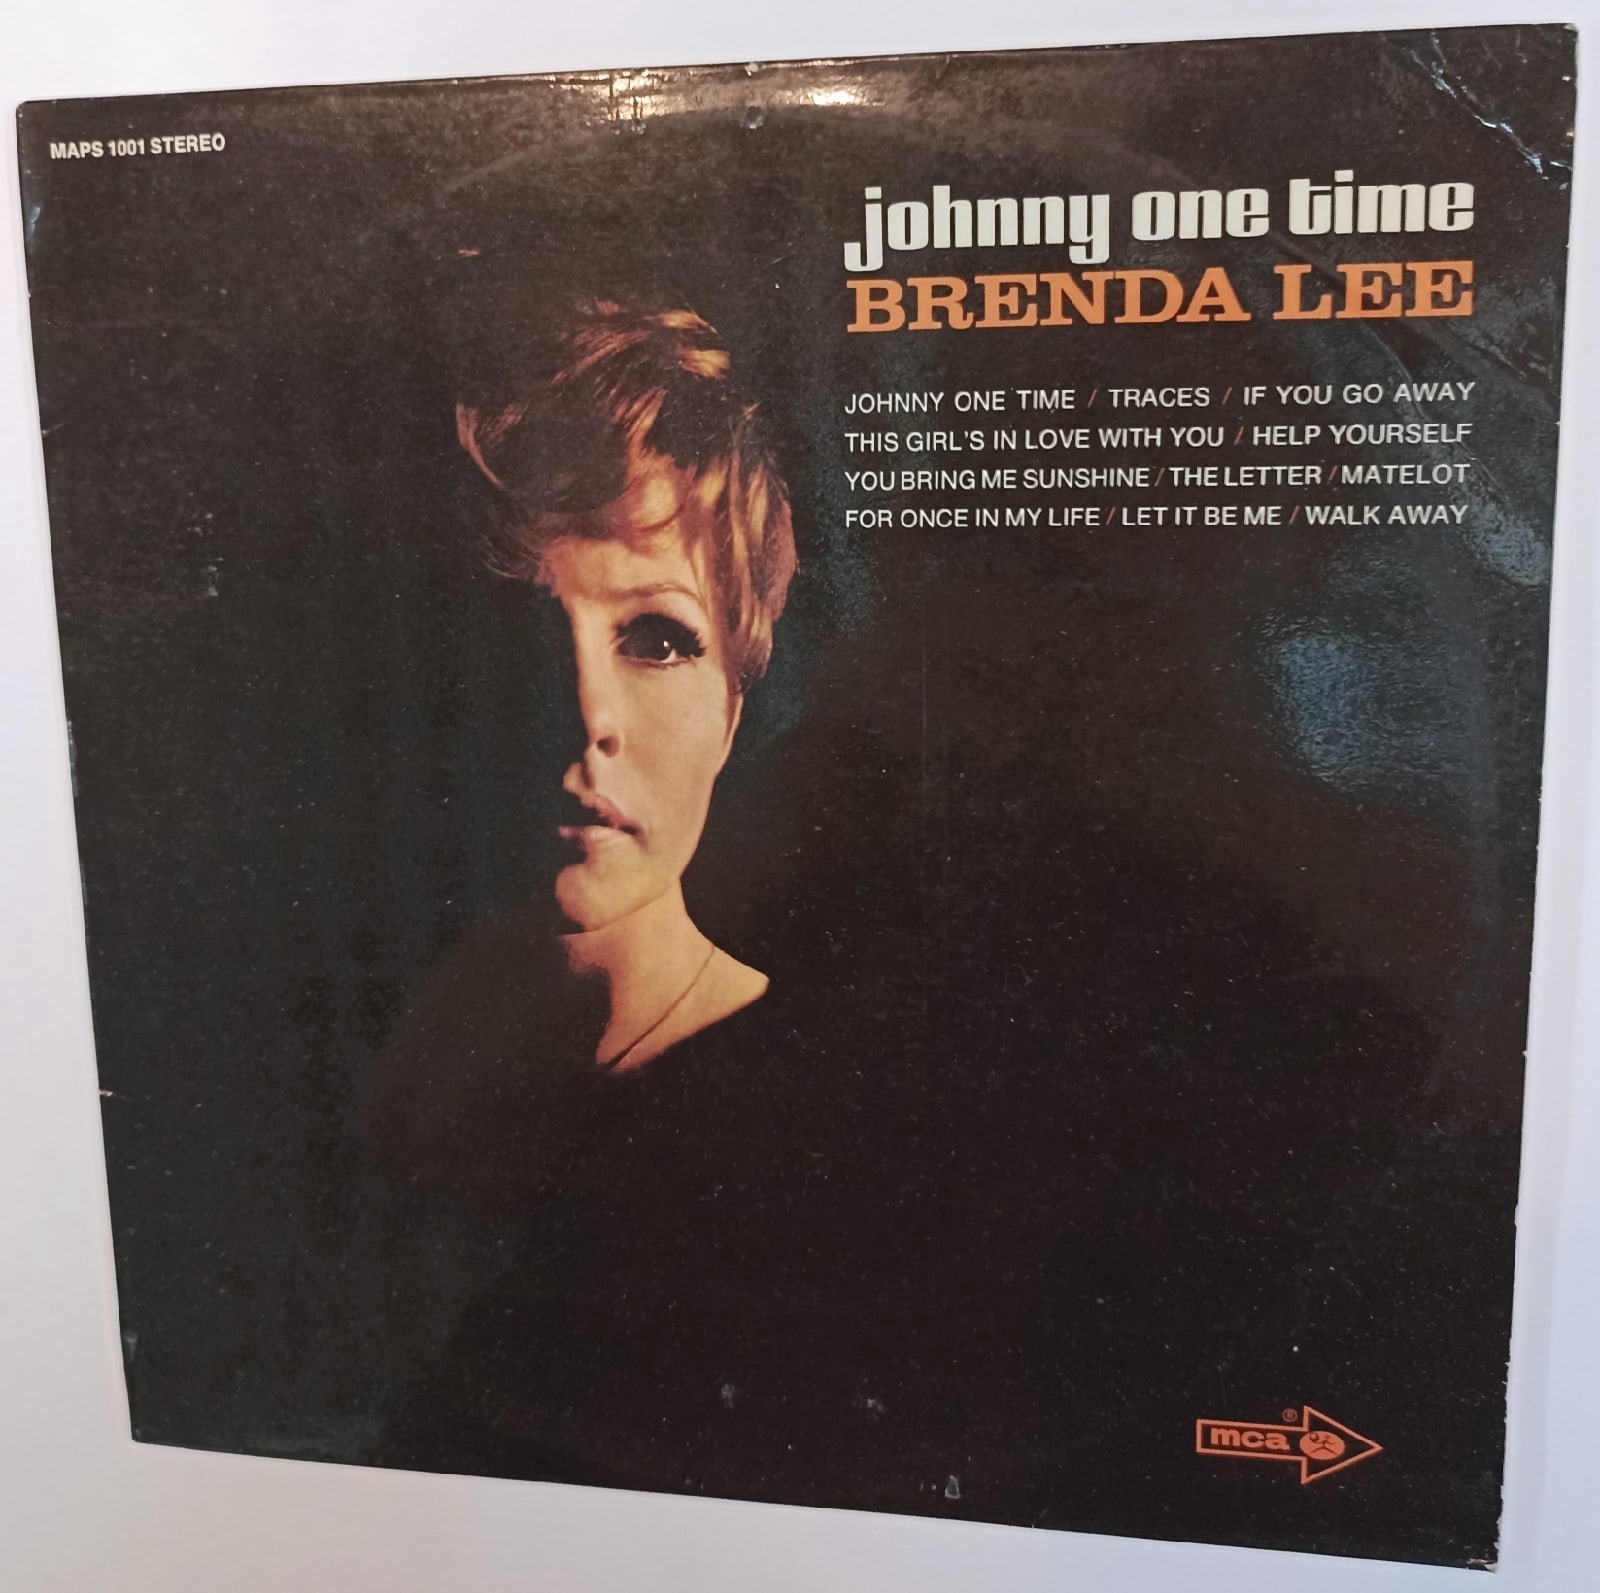 MAPS 1001 STEREO
johnny one time
BRENDA LEE
JOHNNY ONE TIME / TRACES / IF YOU GO AWAY
THIS GIRL'S IN LOVE WITH YOU / HELP YOURSELF
YOU BRING ME SUNSHINE / THE LETTER / MATELOT
FOR ONCE IN MY LIFE / LET IT BE ME / WALK AWAY
mca ®